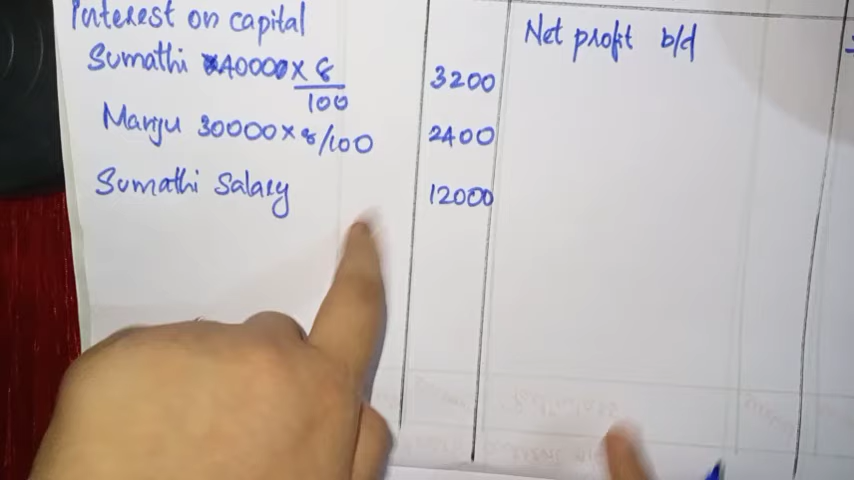 Interest on capital
Net profit b/d
Sumathi 40000 × 8/100 3200
Manju 30000 × 8/100 2400
Sumathi Salary 12000